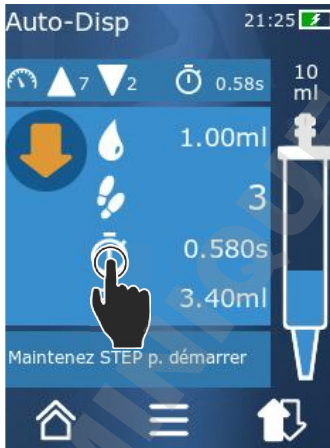 Auto-Disp 21:25
7 2 0.58s 10 ml
1.00ml
3
0.580s
3.40ml
Maintenez STEP p. démarrer